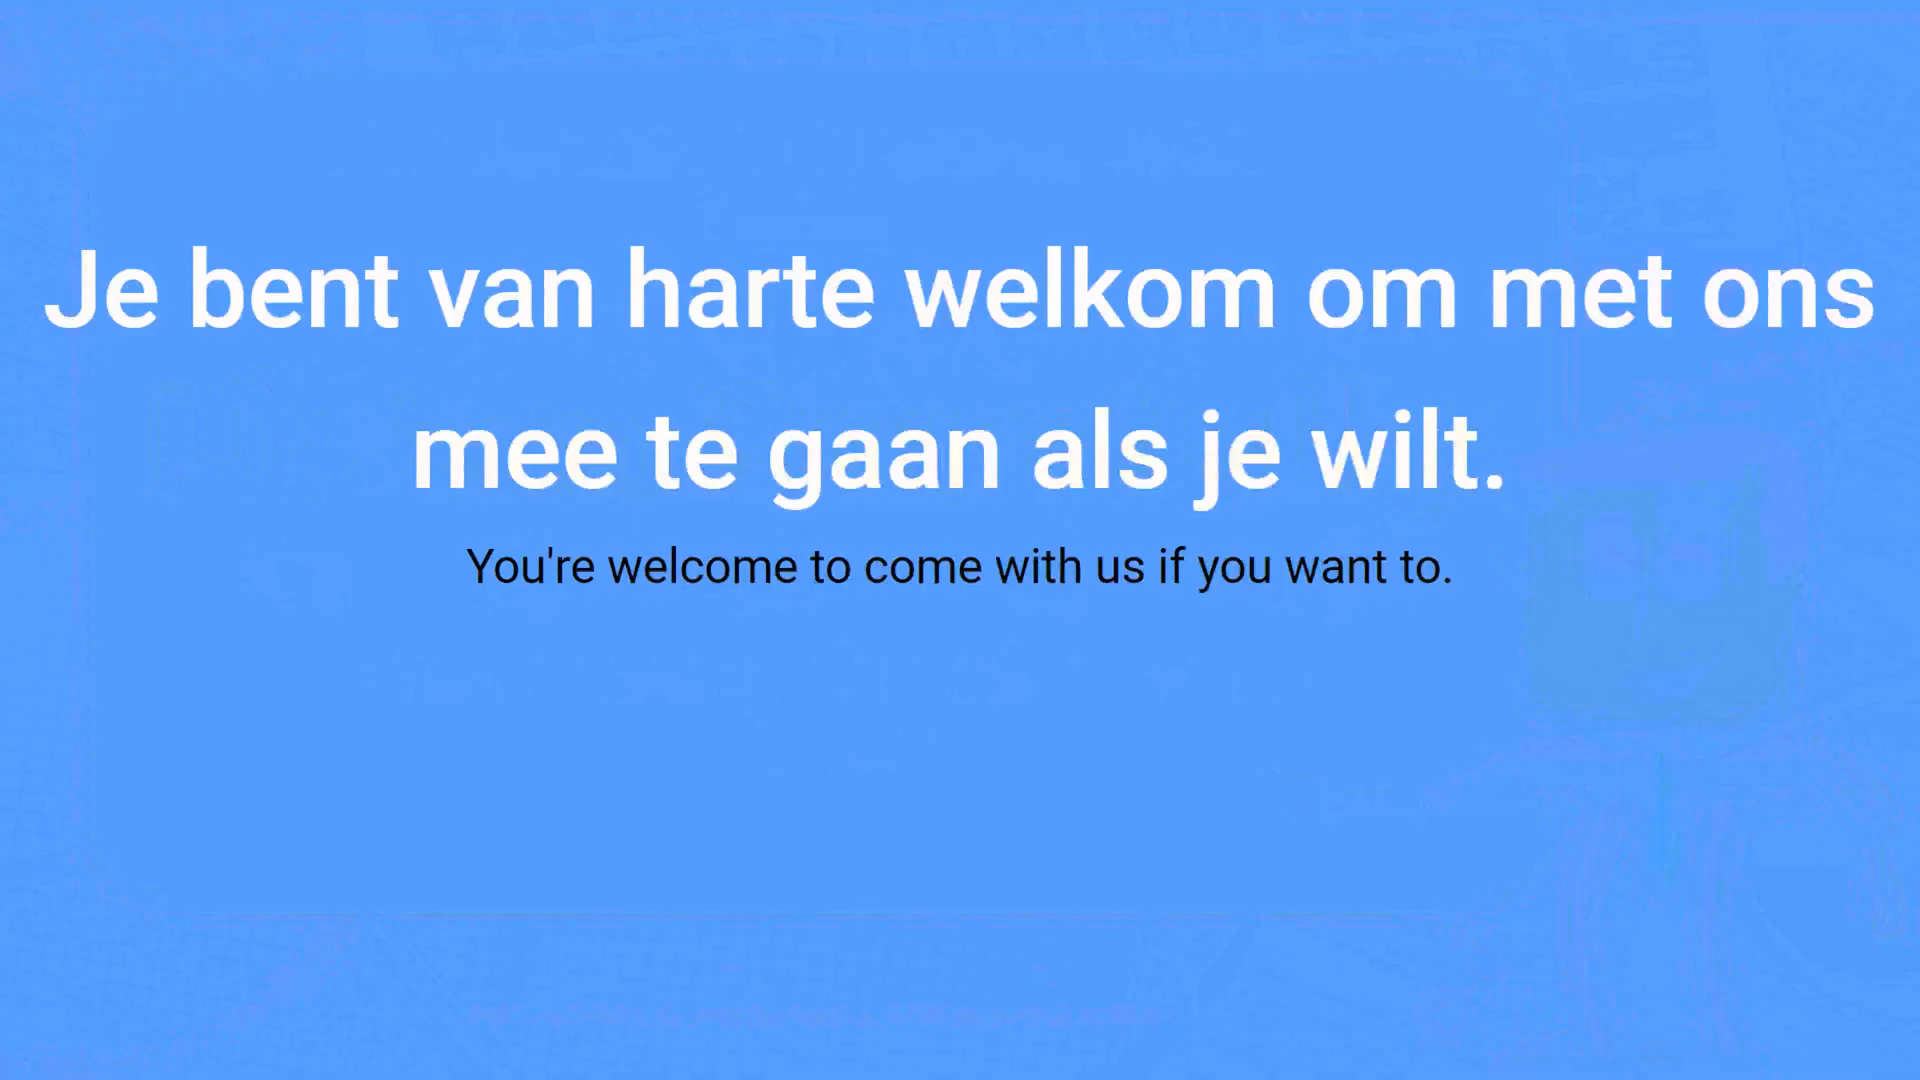 Je bent van harte welkom om met ons
mee te gaan als je wilt.
You're welcome to come with us if you want to.